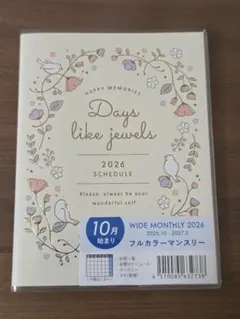 HAPPY MEMORIES
Days
like jewels
2026
SCHEDULE
Please, always be your
wonderful self
10月
始まり
WIDE MONTHLY 2026
フルカラーマンスリー